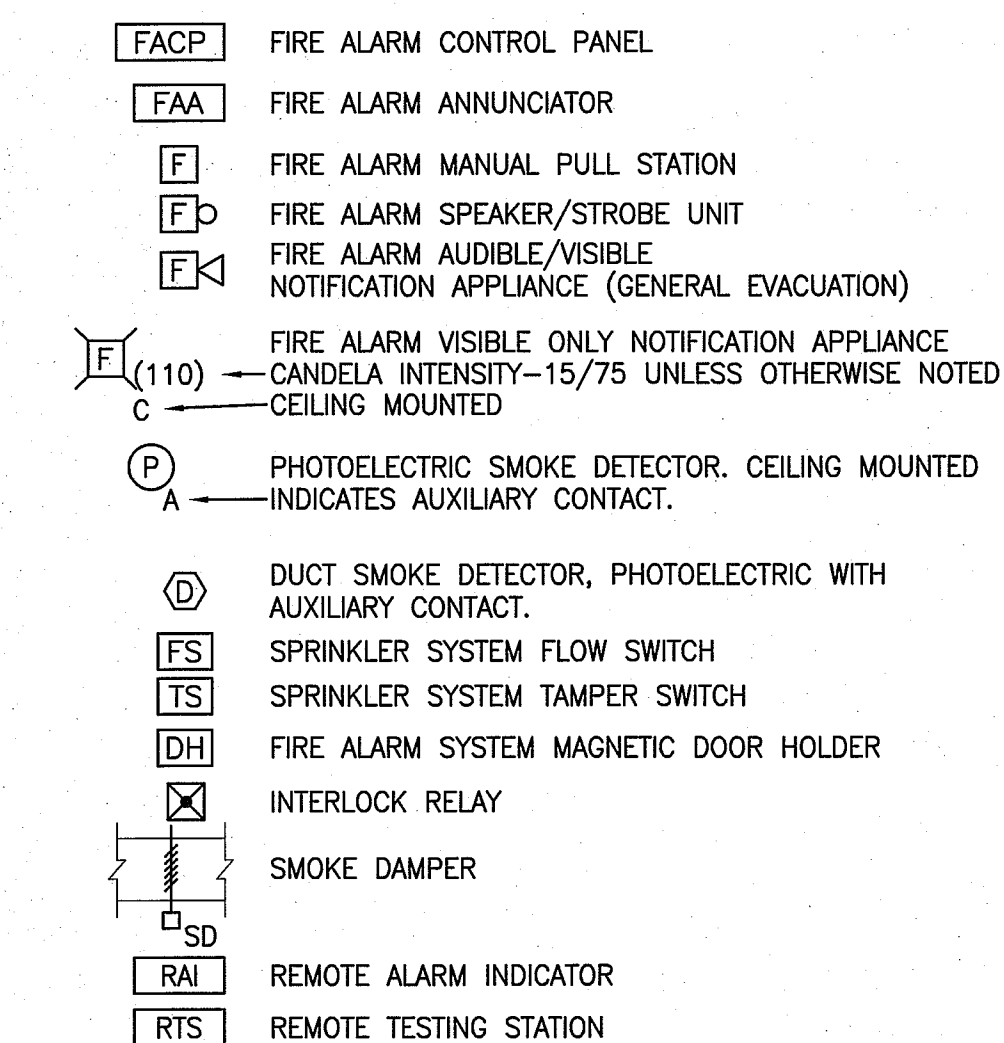 FACP FIRE ALARM CONTROL PANEL
FAA FIRE ALARM ANNUNCIATOR
F FIRE ALARM MANUAL PULL STATION
F FIRE ALARM SPEAKER/STROBE UNIT
F FIRE ALARM AUDIBLE/VISIBLE
NOTIFICATION APPLIANCE (GENERAL EVACUATION)
F FIRE ALARM VISIBLE ONLY NOTIFICATION APPLIANCE
(110) CANDELA INTENSITY-15/75 UNLESS OTHERWISE NOTED
C CEILING MOUNTED
P PHOTOELECTRIC SMOKE DETECTOR. CEILING MOUNTED
A INDICATES AUXILIARY CONTACT.
D DUCT SMOKE DETECTOR, PHOTOELECTRIC WITH
AUXILIARY CONTACT.
FS SPRINKLER SYSTEM FLOW SWITCH
TS SPRINKLER SYSTEM TAMPER SWITCH
DH FIRE ALARM SYSTEM MAGNETIC DOOR HOLDER
INTERLOCK RELAY
SMOKE DAMPER
SD
RAI REMOTE ALARM INDICATOR
RTS REMOTE TESTING STATION